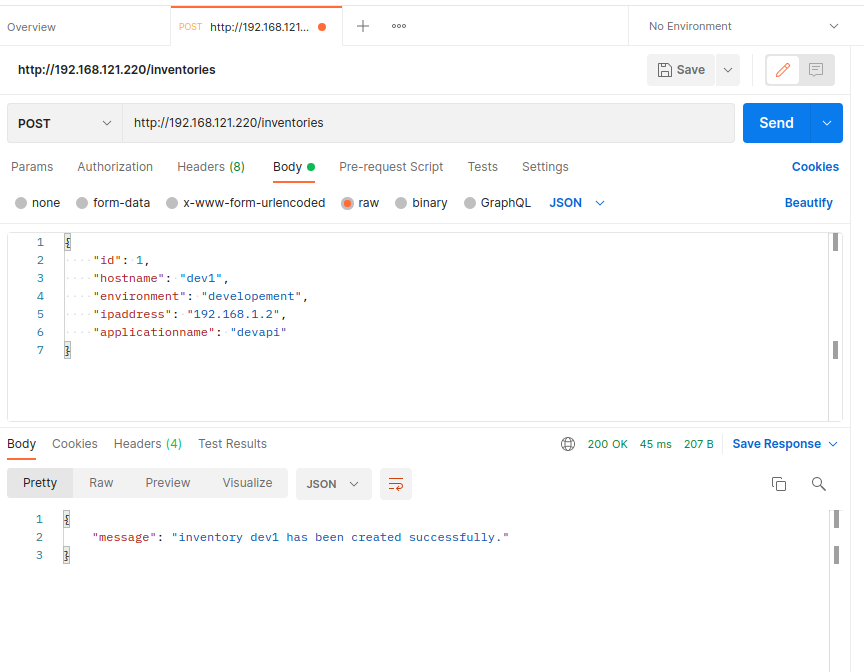 Overview POST http://192.168.121... No Environment
http://192.168.121.220/inventories Save
POST http://192.168.121.220/inventories Send
Params Authorization Headers (8) Body Pre-request Script Tests Settings Cookies
none form-data x-www-form-urlencoded raw binary GraphQL JSON Beautify
1 {
2 "id": 1,
3 "hostname": "dev1",
4 "environment": "developement",
5 "ipaddress": "192.168.1.2",
6 "applicationname": "devapi"
7 }
Body Cookies Headers (4) Test Results 200 OK 45 ms 207 B Save Response
Pretty Raw Preview Visualize JSON
1 {
2 "message": "inventory dev1 has been created successfully."
3 }